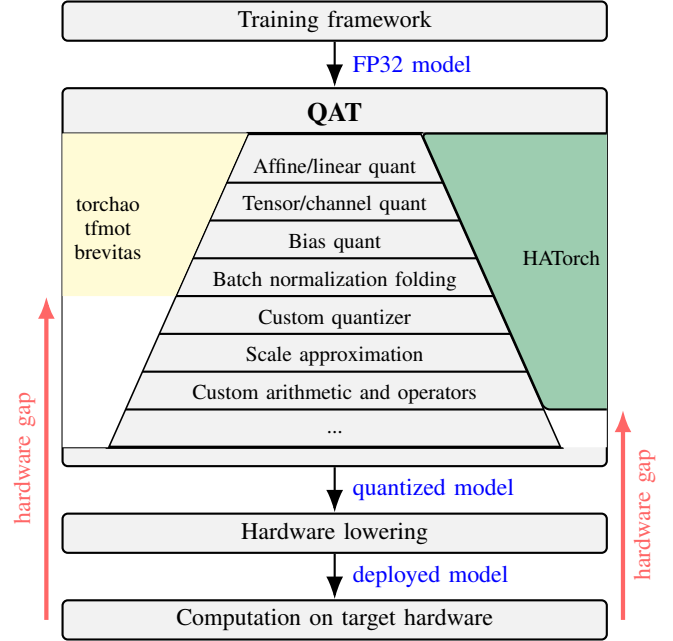 Training framework
FP32 model
QAT
Affine/linear quant
Tensor/channel quant
Bias quant
Batch normalization folding
Custom quantizer
Scale approximation
Custom arithmetic and operators
...
torchao
tfmot
brevitas
HATorch
hardware gap
hardware gap
quantized model
Hardware lowering
deployed model
Computation on target hardware